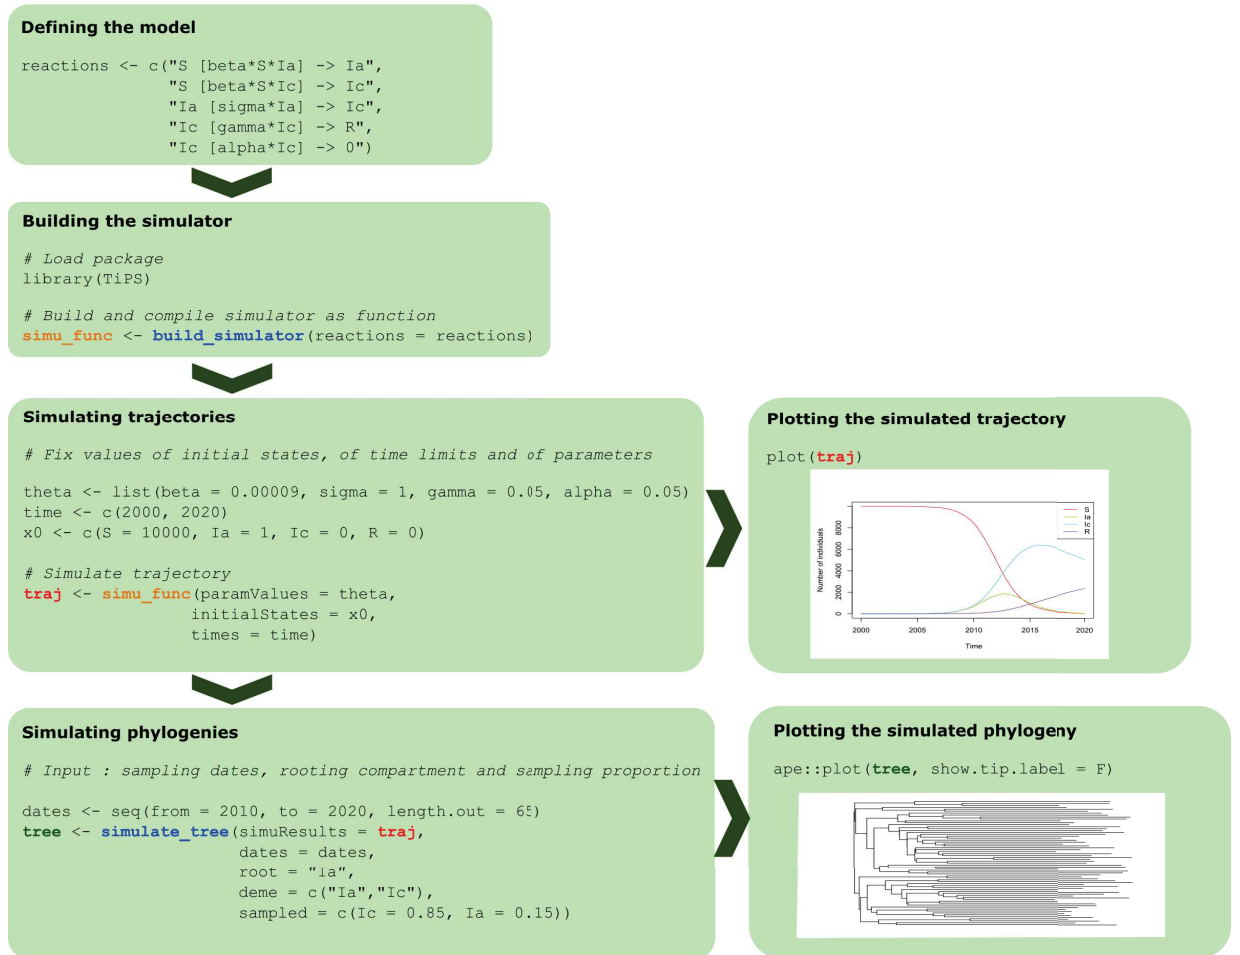 Defining the model
reactions <- c("S [beta*S*Ia] -> Ia",
"S [beta*S*Ic] -> Ic",
"Ia [sigma*Ia] -> Ic",
"Ic [gamma*Ic] -> R",
"Ic [alpha*Ic] -> 0")
Building the simulator
# Load package
library(TiPS)
# Build and compile simulator as function
simu_func <- build_simulator(reactions = reactions)
Simulating trajectories
# Fix values of initial states, of time limits and of parameters
theta <- list(beta = 0.00009, sigma = 1, gamma = 0.05, alpha = 0.05)
time <- c(2000, 2020)
x0 <- c(S = 10000, Ia = 1, Ic = 0, R = 0)
# Simulate trajectory
traj <- simu_func(paramValues = theta,
initialStates = x0,
times = time)
Plotting the simulated trajectory
plot(traj)
S
Ia
Ic
R
Number of individuals
8000
6000
4000
2000
0
2000 2005 2010 2015 2020
Time
Simulating phylogenies
# Input : sampling dates, rooting compartment and sampling proportion
dates <- seq(from = 2010, to = 2020, length.out = 65)
tree <- simulate_tree(simuResults = traj,
dates = dates,
root = "Ia",
deme = c("Ia","Ic"),
sampled = c(Ic = 0.85, Ia = 0.15))
Plotting the simulated phylogeny
ape::plot(tree, show.tip.label = F)